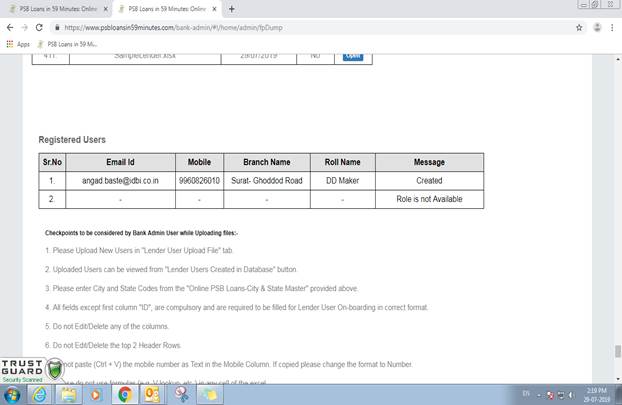 PSB Loans in 59 Minutes: Online
PSB Loans in 59 Minutes: Online
https://www.psbloansin59minutes.com/bank-admin/#!/home/admin/fpDump
Apps PSB Loans in 59 Mi...
411. SampleLender.xlsx 29/07/2019 No Open
Registered Users
Sr.No Email Id Mobile Branch Name Roll Name Message
1. angad.baste@idbi.co.in 9960826010 Surat- Ghoddod Road DD Maker Created
2. - - - - Role is not Available
Checkpoints to be considered by Bank Admin User while Uploading files:-
1. Please Upload New Users in "Lender User Upload File" tab.
2. Uploaded Users can be viewed from "Lender Users Created in Database" button.
3. Please enter City and State Codes from the "Online PSB Loans-City & State Master" provided above.
4. All fields except first column "ID", are compulsory and are required to be filled for Lender User On-boarding in correct format.
5. Do not Edit/Delete any of the columns.
6. Do not Edit/Delete the top 2 Header Rows.
not paste (Ctrl + V) the mobile number as Text in the Mobile Column. If copied please change the format to Number.
do not use formulas (e.g. V lookup, etc.) in any cell of the excel
TRUST
GUARD
Security Scanned
EN
2:19 PM
29-07-2019